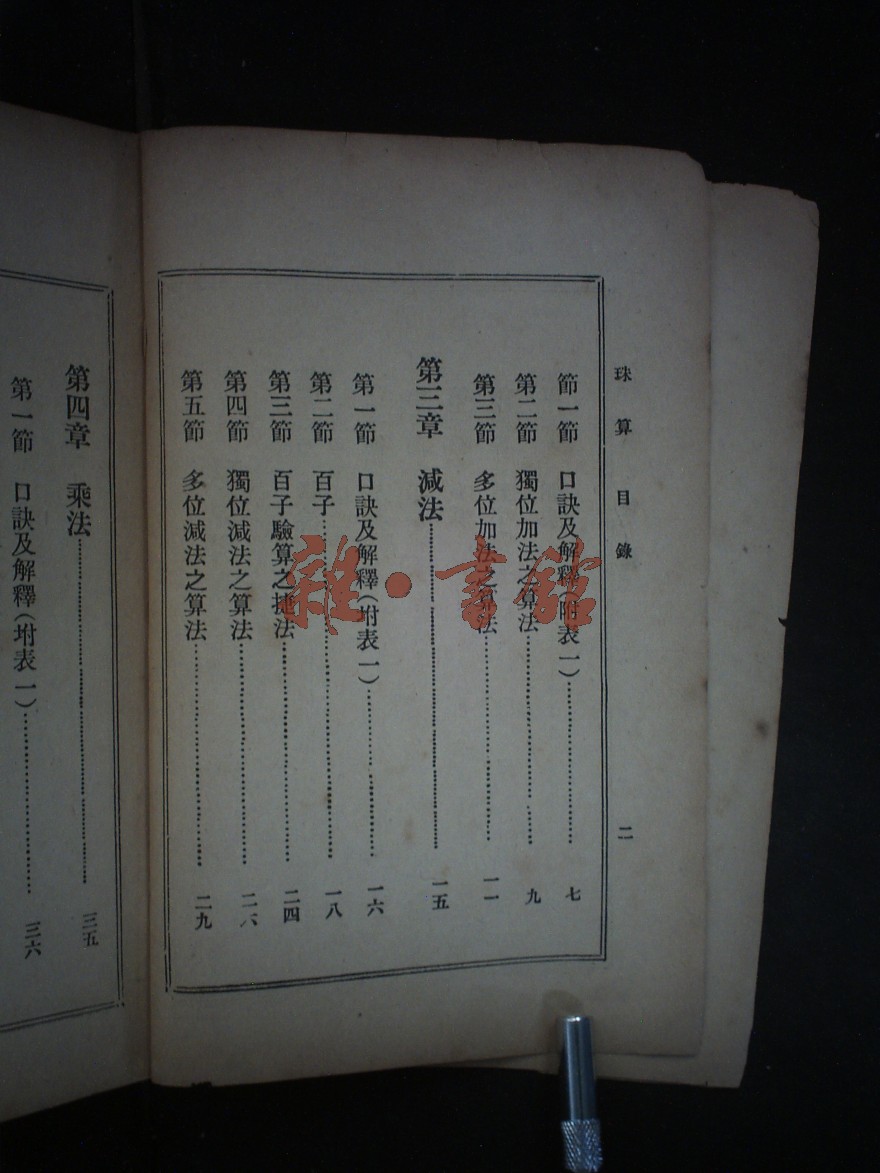 珠算目錄
二
節一節　口訣及解釋(附表一)……七
第二節　獨位加法之算法……九
第三節　多位加法之算法……一一
第三章　減法……一五
第一節　口訣及解釋(坿表一)……一六
第二節　百子……一八
第三節　百子驗算之捷法……二四
第四節　獨位減法之算法……二六
第五節　多位減法之算法……二九
第四章　乘法……三五
第一節　口訣及解釋(坿表一)……三六
雜·書館